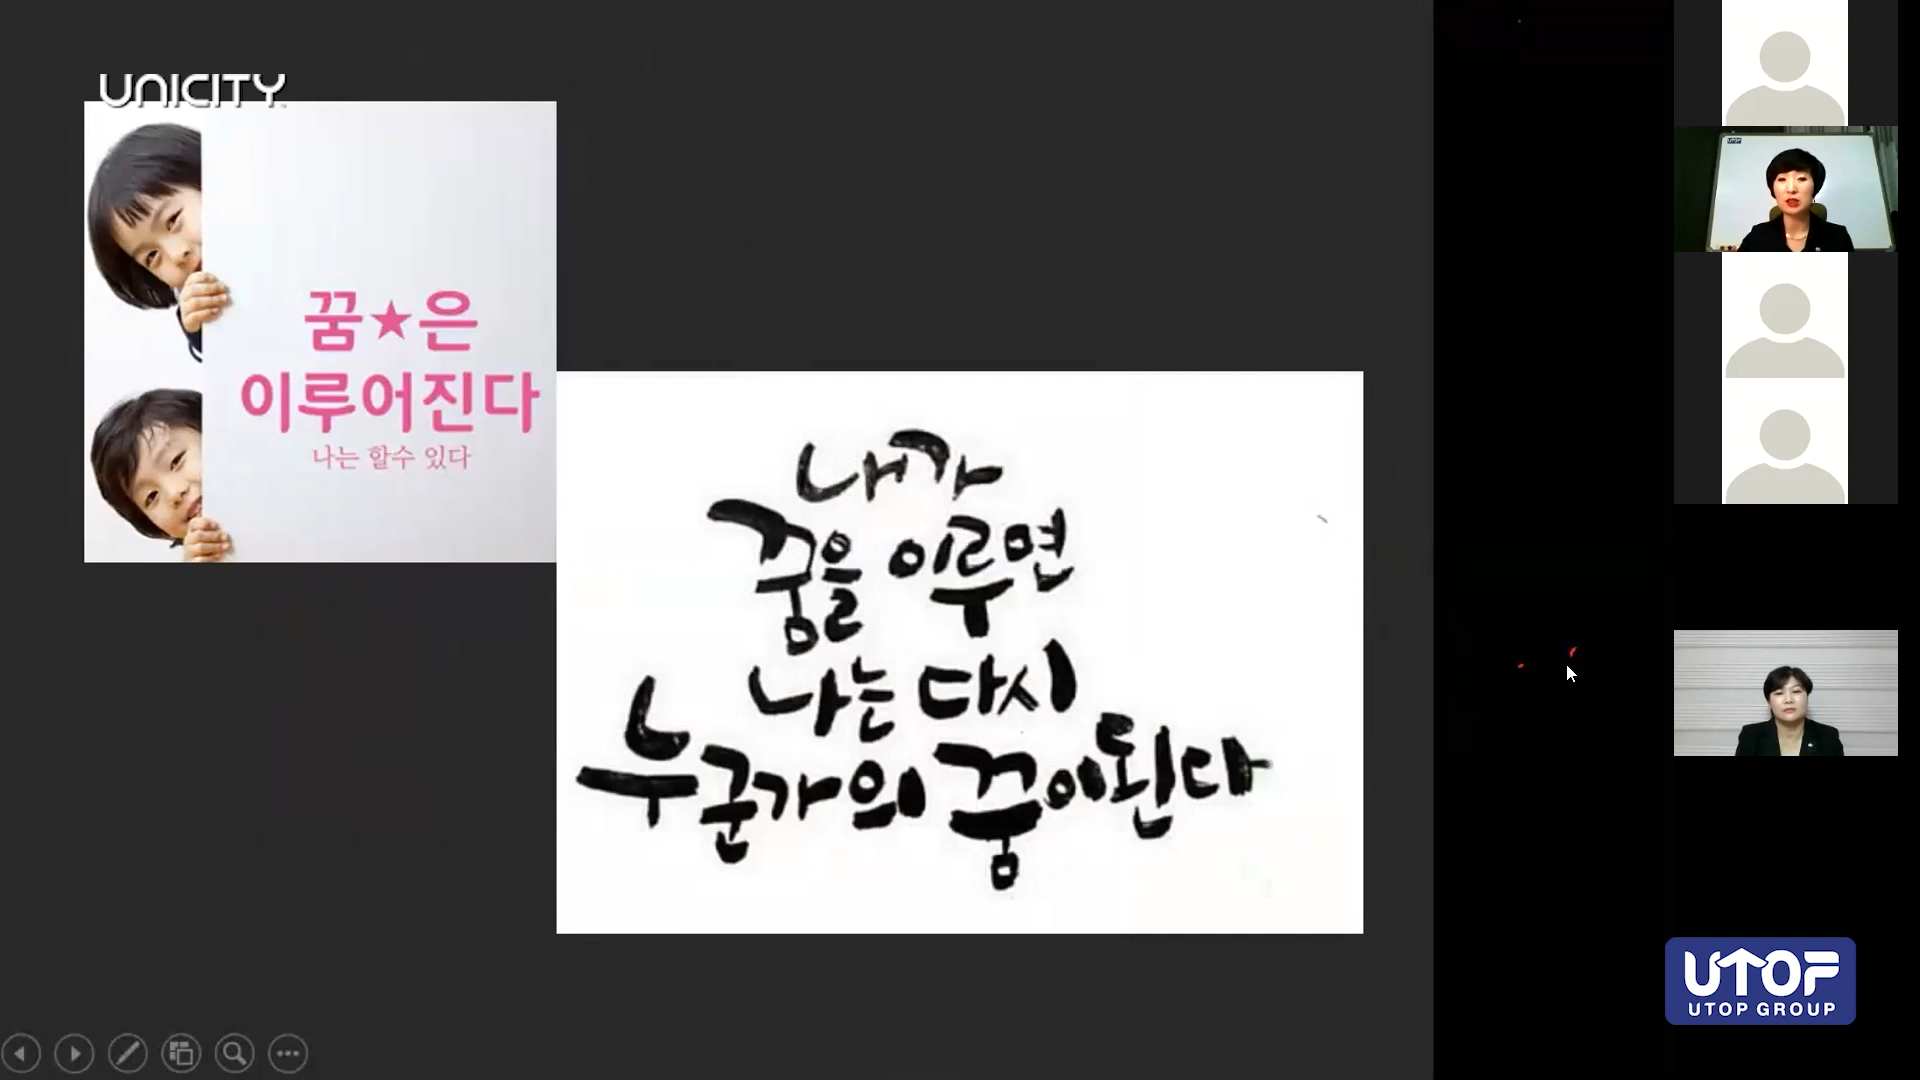 UNICITY
꿈★은
이루어진다
나는 할수 있다
내가
꿈을 이루면
나는 다시
누군가의 꿈이 된다
UTOP
UTOP GROUP